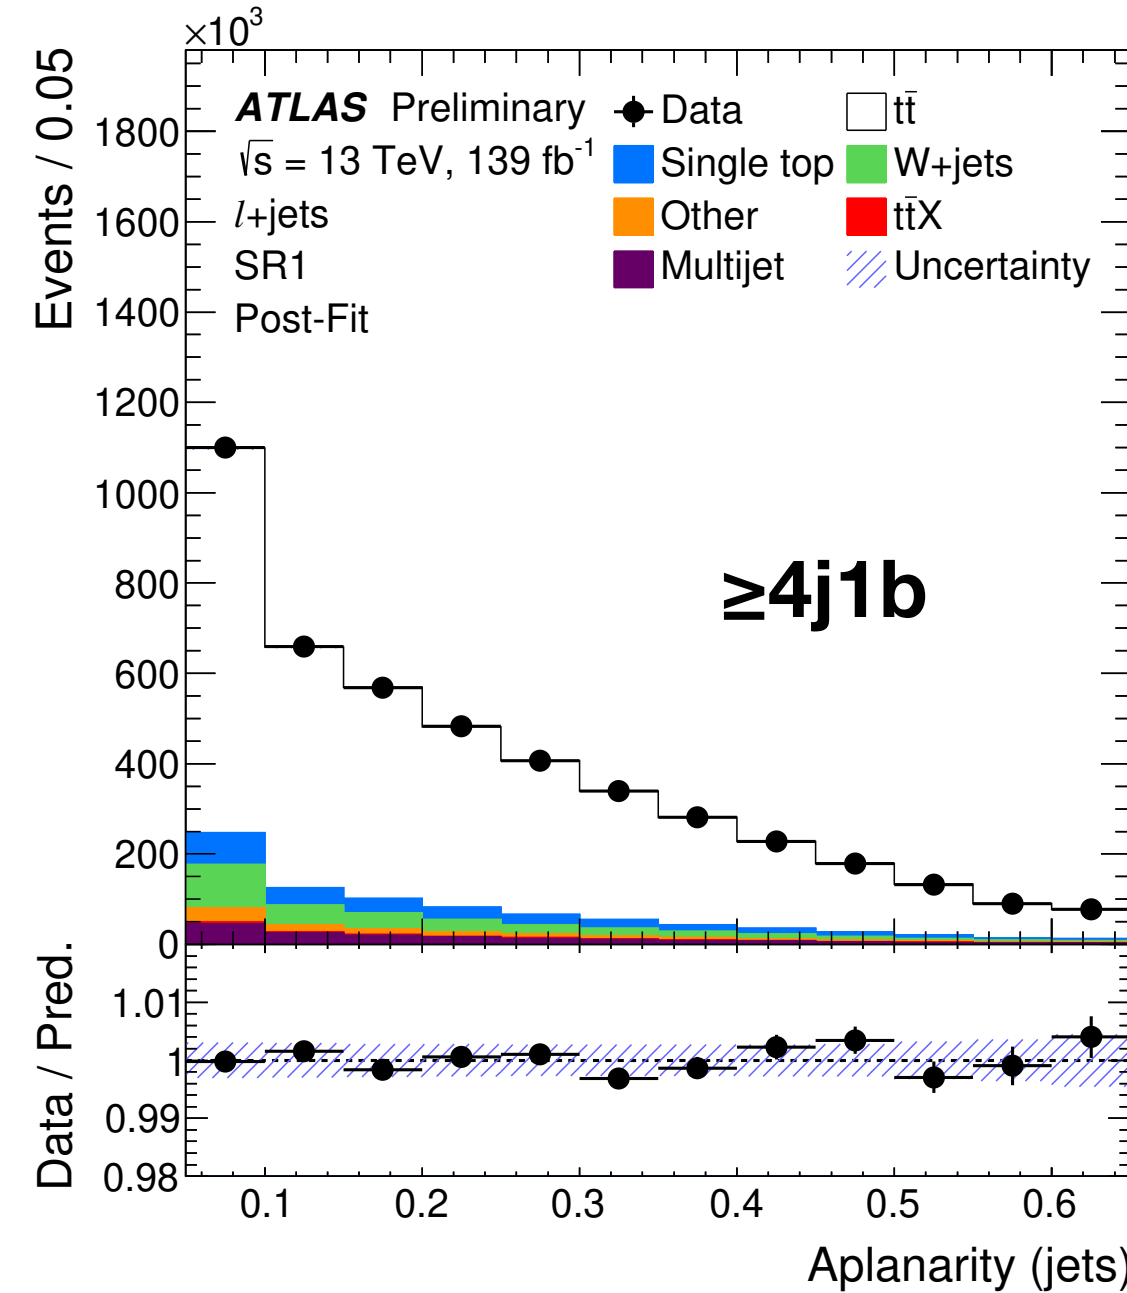 ×10³
Events / 0.05
1800
1600
1400
1200
1000
800
600
400
200
0
ATLAS Preliminary
√s = 13 TeV, 139 fb⁻¹
l+jets
SR1
Post-Fit
Data
tt̄
Single top
W+jets
Other
tt̄X
Multijet
Uncertainty
≥4j1b
Data / Pred.
1.01
1
0.99
0.98
0.1 0.2 0.3 0.4 0.5 0.6
Aplanarity (jets)